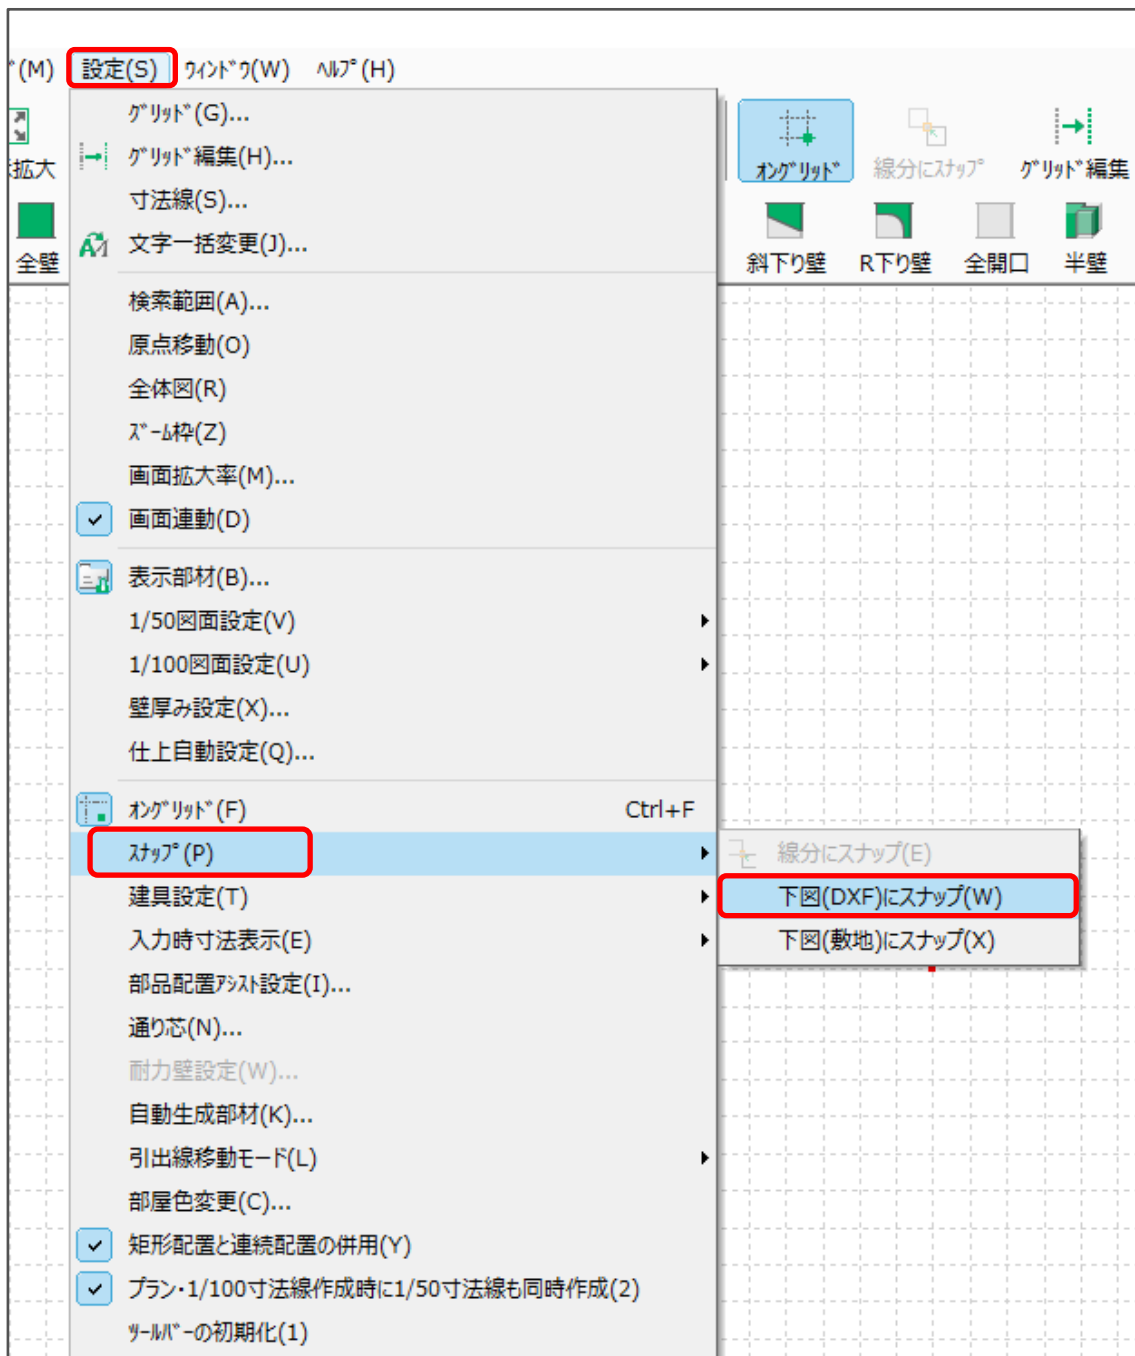 ﾞ(M) 設定(S) ｳｨﾝﾄﾞｳ(W) ﾍﾙﾌﾟ(H)
拡大
ｵﾝｸﾞﾘｯﾄﾞ 線分にｽﾅｯﾌﾟ ｸﾞﾘｯﾄﾞ編集
全壁
斜下り壁 R下り壁 全開口 半壁
ｸﾞﾘｯﾄﾞ(G)...
ｸﾞﾘｯﾄﾞ編集(H)...
寸法線(S)...
文字一括変更(J)...
検索範囲(A)...
原点移動(O)
全体図(R)
ｽﾞｰﾑ枠(Z)
画面拡大率(M)...
画面連動(D)
表示部材(B)...
1/50図面設定(V)
1/100図面設定(U)
壁厚み設定(X)...
仕上自動設定(Q)...
ｵﾝｸﾞﾘｯﾄﾞ(F) Ctrl+F
ｽﾅｯﾌﾟ(P)
線分にスナップ(E)
建具設定(T)
下図(DXF)にスナップ(W)
入力時寸法表示(E)
下図(敷地)にスナップ(X)
部品配置ｱｼｽﾄ設定(I)...
通り芯(N)...
耐力壁設定(W)...
自動生成部材(K)...
引出線移動モード(L)
部屋色変更(C)...
矩形配置と連続配置の併用(Y)
プラン・1/100寸法線作成時に1/50寸法線も同時作成(2)
ﾂｰﾙﾊﾞｰの初期化(1)